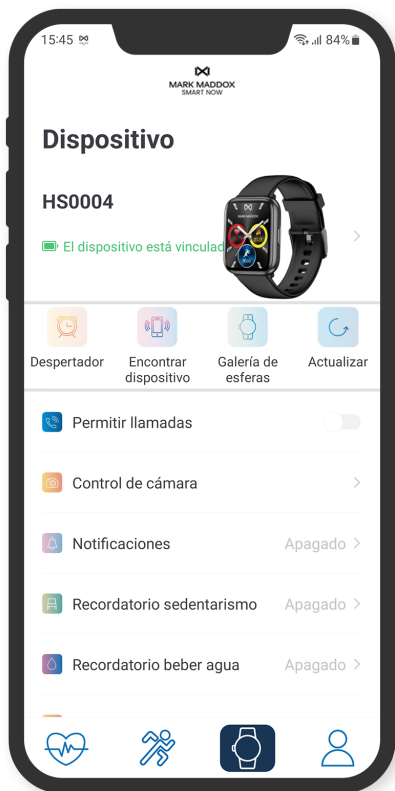 15:45 84%
MARK MADDOX
SMART NOW
Dispositivo
HS0004
El dispositivo está vinculad
Despertador Encontrar dispositivo Galería de esferas Actualizar
Permitir llamadas
Control de cámara
Notificaciones Apagado
Recordatorio sedentarismo Apagado
Recordatorio beber agua Apagado